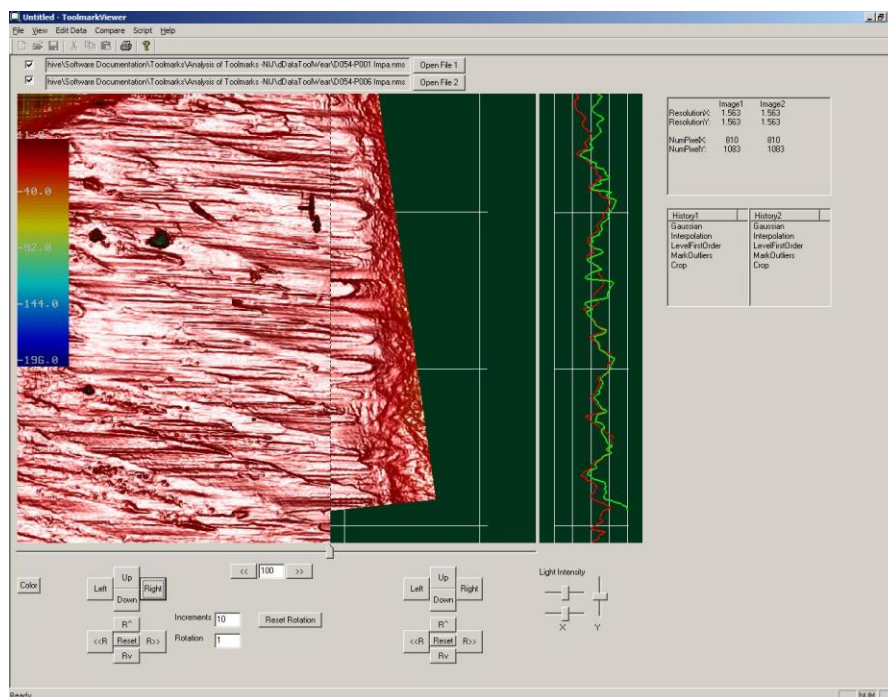 Untitled - ToolmarkViewer
File View Edit Data Compare Script Help
hive\Software Documentation\Toolmarks\Analysis of Toolmarks -NIJ\dDataToolWear\D054-P001 Impa.nms Open File 1
hive\Software Documentation\Toolmarks\Analysis of Toolmarks -NIJ\dDataToolWear\D054-P006 Impa.nms Open File 2
-40.0
-92.0
-144.0
-196.0
Image1 Image2
ResolutionX: 1.563 1.563
ResolutionY: 1.563 1.563
NumPixelX: 810 810
NumPixelY: 1083 1083
History1 History2
Gaussian Gaussian
Interpolation Interpolation
LevelFirstOrder LevelFirstOrder
MarkOutliers MarkOutliers
Crop Crop
Color
Left Up Right
Down
R^
<<R Reset R>>
Rv
<< 100 >>
Increments 10
Rotation 1
Reset Rotation
Left Up Right
Down
R^
<<R Reset R>>
Rv
Light Intensity
X Y
Ready NUM